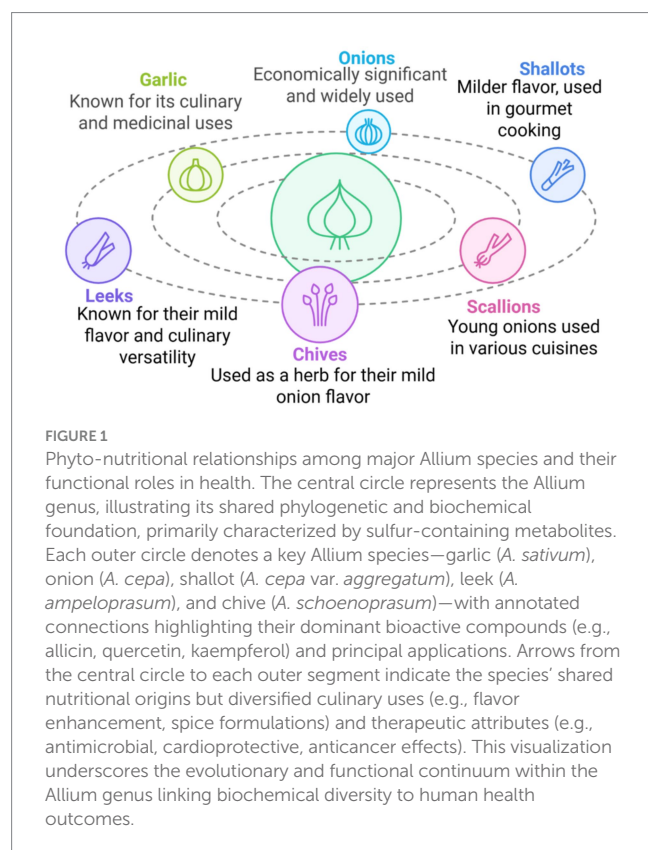 Garlic
Known for its culinary
and medicinal uses
Onions
Economically significant
and widely used
Shallots
Milder flavor, used
in gourmet
cooking
Leeks
Known for their mild
flavor and culinary
versatility
Chives
Used as a herb for their mild
onion flavor
Scallions
Young onions used
in various cuisines
FIGURE 1
Phyto-nutritional relationships among major Allium species and their
functional roles in health. The central circle represents the Allium
genus, illustrating its shared phylogenetic and biochemical
foundation, primarily characterized by sulfur-containing metabolites.
Each outer circle denotes a key Allium species—garlic (A. sativum),
onion (A. cepa), shallot (A. cepa var. aggregatum), leek (A.
ampeloprasum), and chive (A. schoenoprasum)—with annotated
connections highlighting their dominant bioactive compounds (e.g.,
allicin, quercetin, kaempferol) and principal applications. Arrows from
the central circle to each outer segment indicate the species’ shared
nutritional origins but diversified culinary uses (e.g., flavor
enhancement, spice formulations) and therapeutic attributes (e.g.,
antimicrobial, cardioprotective, anticancer effects). This visualization
underscores the evolutionary and functional continuum within the
Allium genus linking biochemical diversity to human health
outcomes.